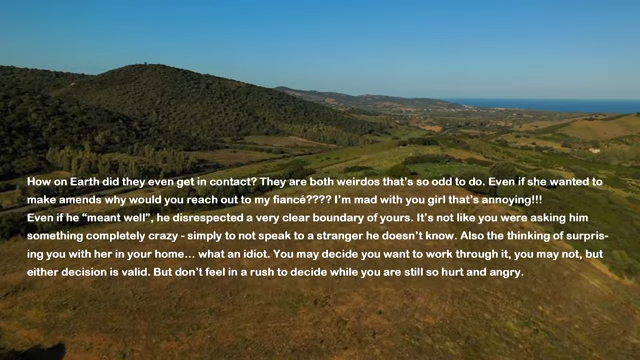 How on Earth did they even get in contact? They are both weirdos that's so odd to do. Even if she wanted to
make amends why would you reach out to my fiancé???? I'm mad with you girl that's annoying!!!
Even if he "meant well", he disrespected a very clear boundary of yours. It's not like you were asking him
something completely crazy - simply to not speak to a stranger he doesn't know. Also the thinking of surpris-
ing you with her in your home... what an idiot. You may decide you want to work through it, you may not, but
either decision is valid. But don't feel in a rush to decide while you are still so hurt and angry.